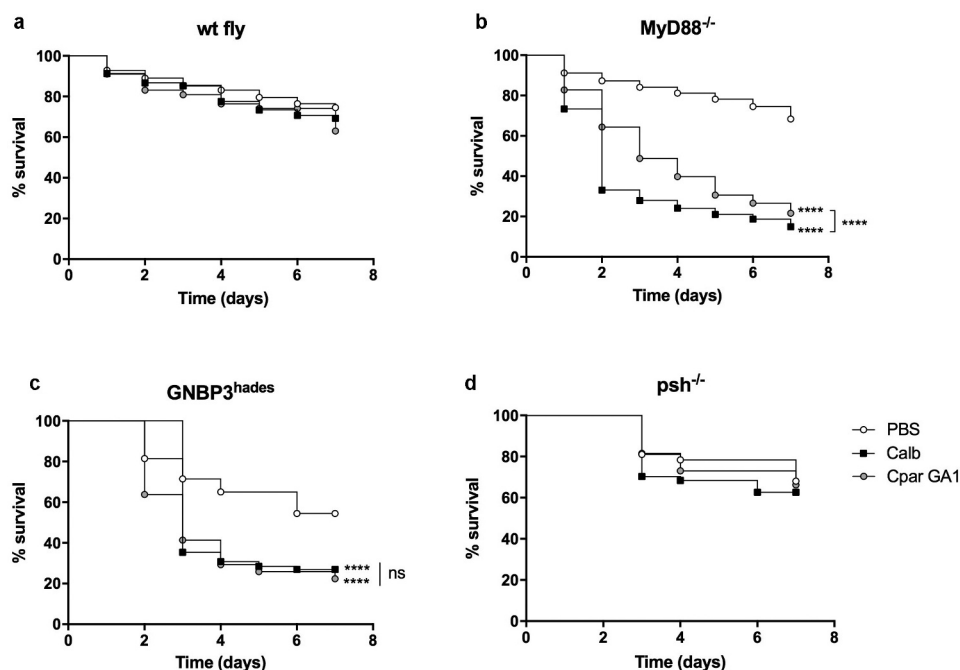 a
wt fly
100
80
60
40
20
0
% survival
0 2 4 6 8
Time (days)
b
MyD88-/-
100
80
60
40
20
0
% survival
****
****
****
0 2 4 6 8
Time (days)
c
GNBP3hades
100
80
60
40
20
0
% survival
****
****
ns
0 2 4 6 8
Time (days)
d
psh-/-
100
80
60
40
20
0
% survival
0 2 4 6 8
Time (days)
PBS
Calb
Cpar GA1